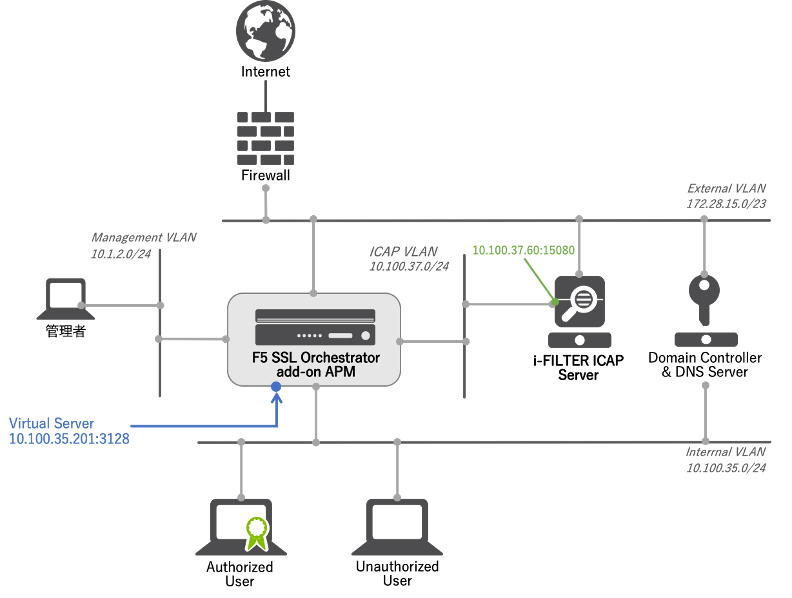 Internet
Firewall
External VLAN
172.28.15.0/23
Management VLAN
10.1.2.0/24
ICAP VLAN
10.100.37.0/24
10.100.37.60:15080
管理者
F5 SSL Orchestrator
add-on APM
i-FILTER ICAP
Server
Domain Controller
& DNS Server
Virtual Server
10.100.35.201:3128
Interrnal VLAN
10.100.35.0/24
Authorized
User
Unauthorized
User